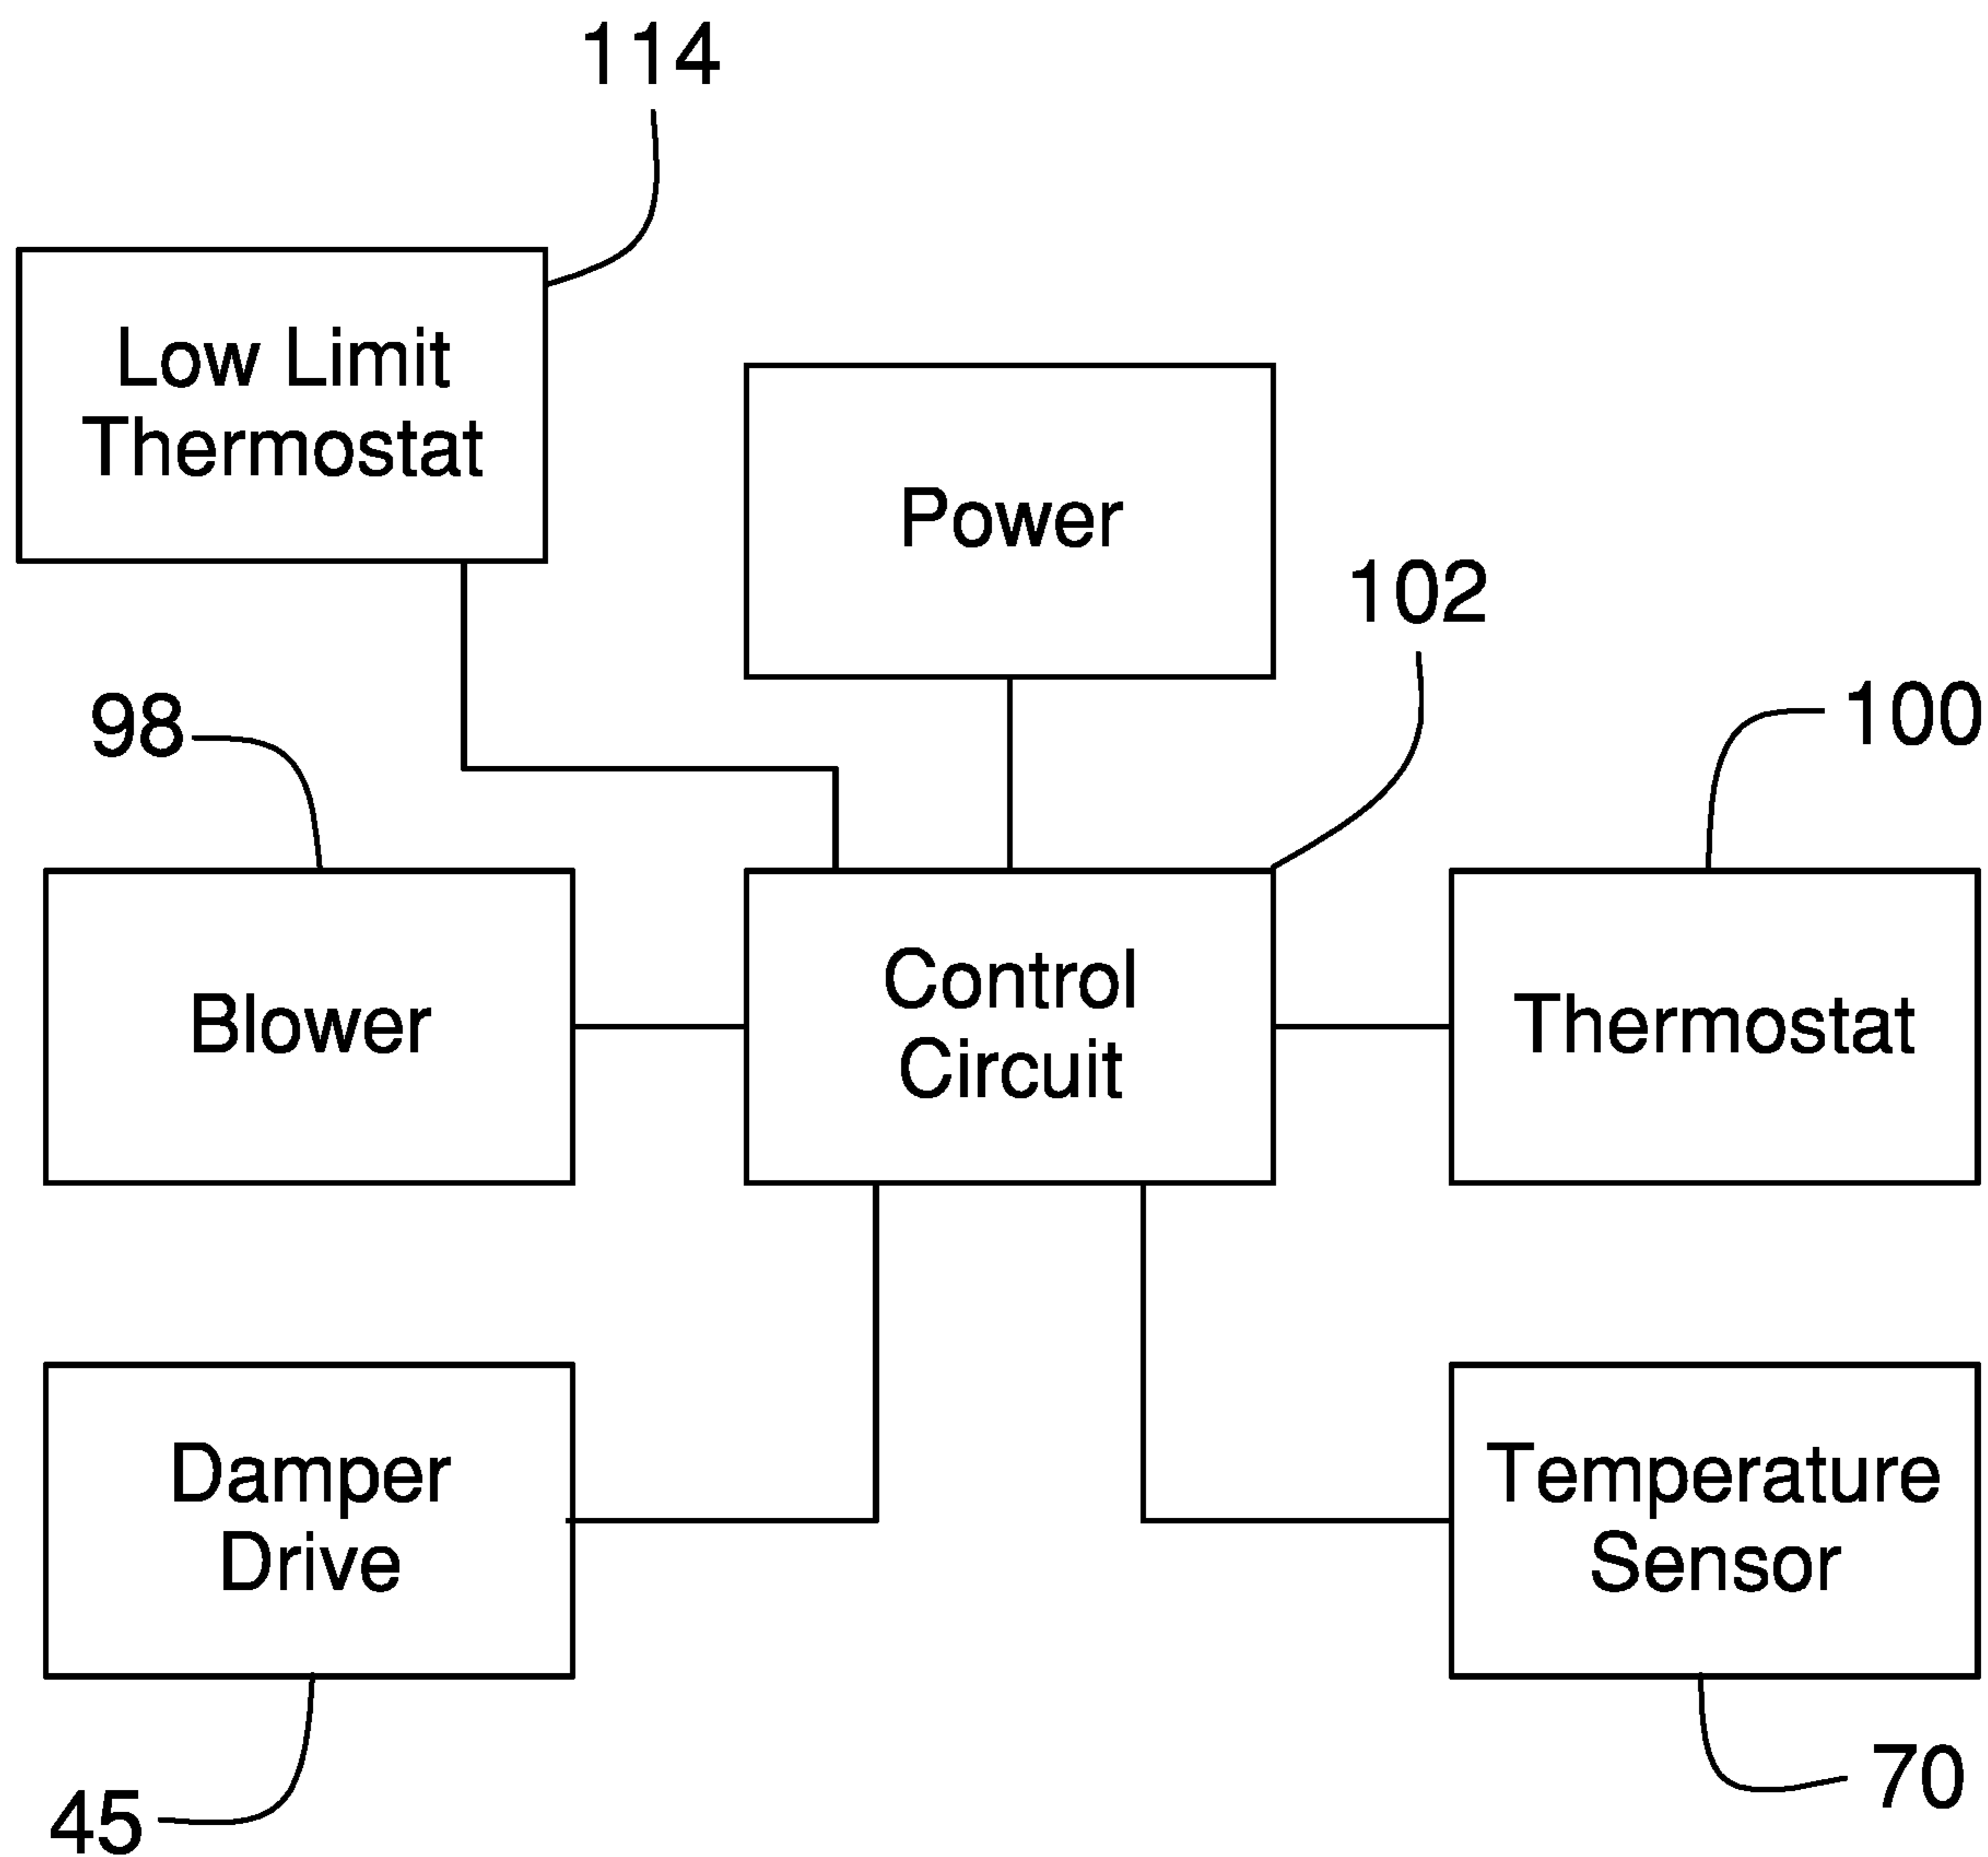 114
Low Limit
Thermostat
Power
102
98
100
Blower
Control
Circuit
Thermostat
Damper
Drive
Temperature
Sensor
45
70